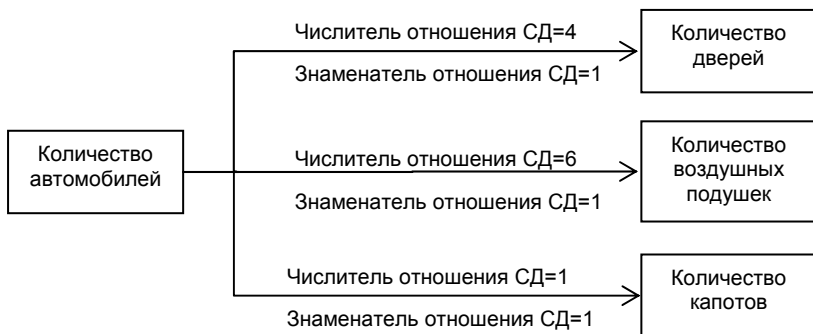 Числитель отношения СД=4
Знаменатель отношения СД=1
Количество
дверей
Количество
автомобилей
Числитель отношения СД=6
Знаменатель отношения СД=1
Количество
воздушных
подушек
Числитель отношения СД=1
Знаменатель отношения СД=1
Количество
капотов